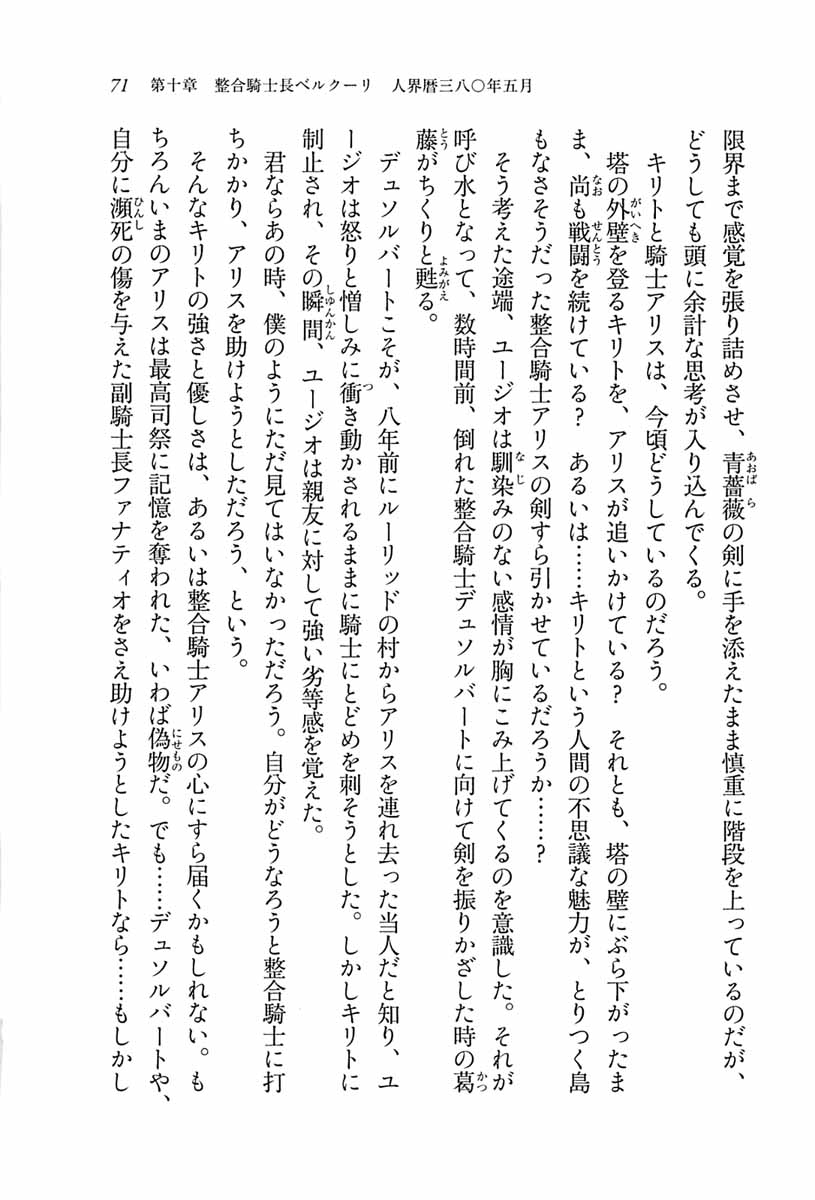 71　第十章　整合騎士長ベルクーリ　人界暦三八〇年五月
限界まで感覚を張り詰めさせ、青薔薇の剣に手を添えたまま慎重に階段を上っているのだが、
どうしても頭に余計な思考が入り込んでくる。
　キリトと騎士アリスは、今頃どうしているのだろう。
　塔の外壁を登るキリトを、アリスが追いかけている？　それとも、塔の壁にぶら下がったま
ま、尚も戦闘を続けている？　あるいは……キリトという人間の不思議な魅力が、とりつく島
もなさそうだった整合騎士アリスの剣すら引かせているだろうか……？
　そう考えた途端、ユージオは馴染みのない感情が胸にこみ上げてくるのを意識した。それが
呼び水となって、数時間前、倒れた整合騎士デュソルバートに向けて剣を振りかざした時の葛
藤がちくりと甦る。
　デュソルバートこそが、八年前にルーリッドの村からアリスを連れ去った当人だと知り、ユ
ージオは怒りと憎しみに衝き動かされるままに騎士にとどめを刺そうとした。しかしキリトに
制止され、その瞬間、ユージオは親友に対して強い劣等感を覚えた。
　君ならあの時、僕のようにただ見てはいなかっただろう。自分がどうなろうと整合騎士に打
ちかかり、アリスを助けようとしただろう、という。
　そんなキリトの強さと優しさは、あるいは整合騎士アリスの心にすら届くかもしれない。も
ちろんいまのアリスは最高司祭に記憶を奪われた、いわば偽物だ。でも……デュソルバートや、
自分に瀕死の傷を与えた副騎士長ファナティオをさえ助けようとしたキリトなら……もしかし